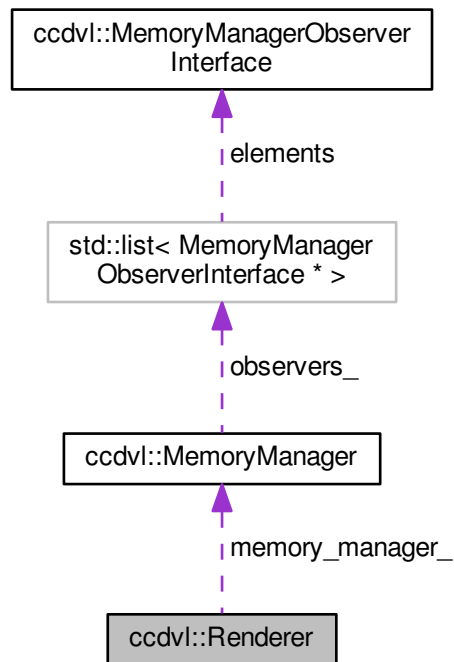 ccdvl::MemoryManagerObserver
Interface
elements
std::list< MemoryManager
ObserverInterface * >
observers_
ccdvl::MemoryManager
memory_manager_
ccdvl::Renderer